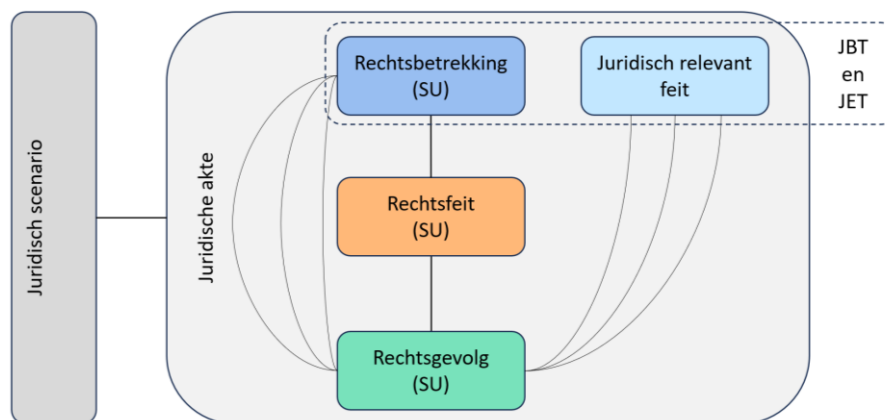 Juridisch scenario
Juridische akte
Rechtsbetrekking
(SU)
Juridisch relevant
feit
JBT
en
JET
Rechtsfeit
(SU)
Rechtsgevolg
(SU)